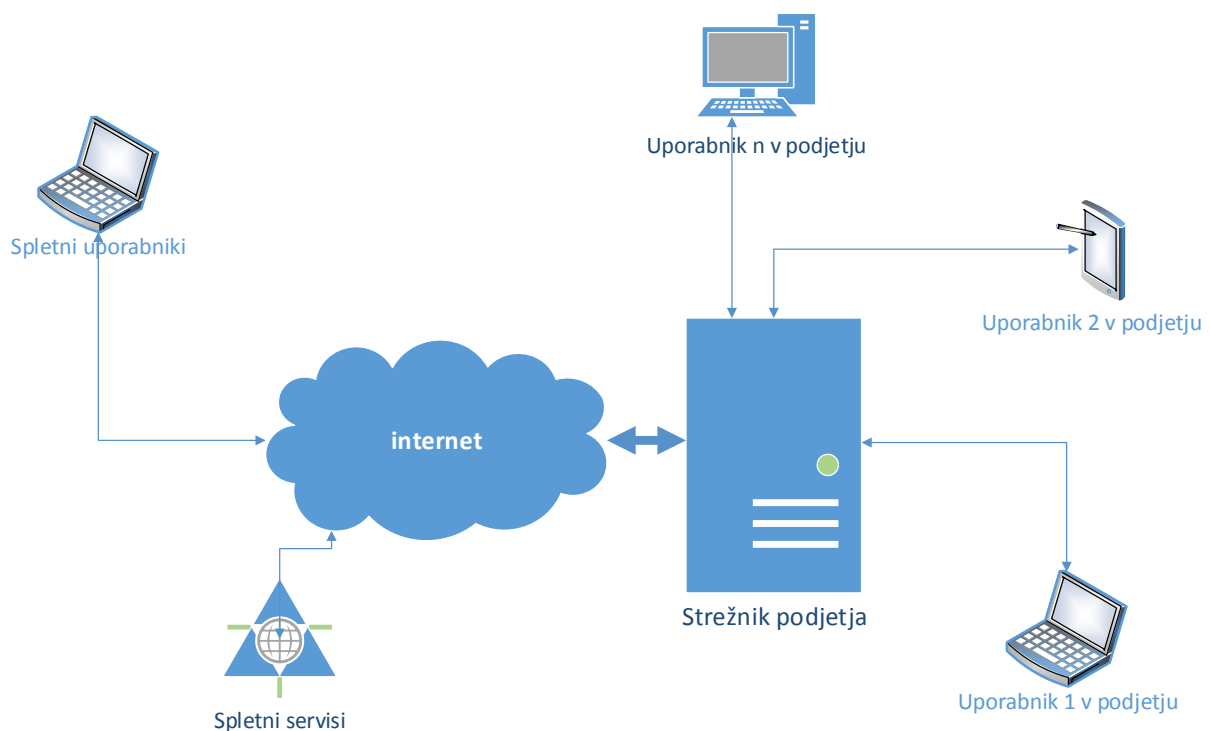 Uporabnik n v podjetju
Spletni uporabniki
Uporabnik 2 v podjetju
internet
Strežnik podjetja
Uporabnik 1 v podjetju
Spletni servisi